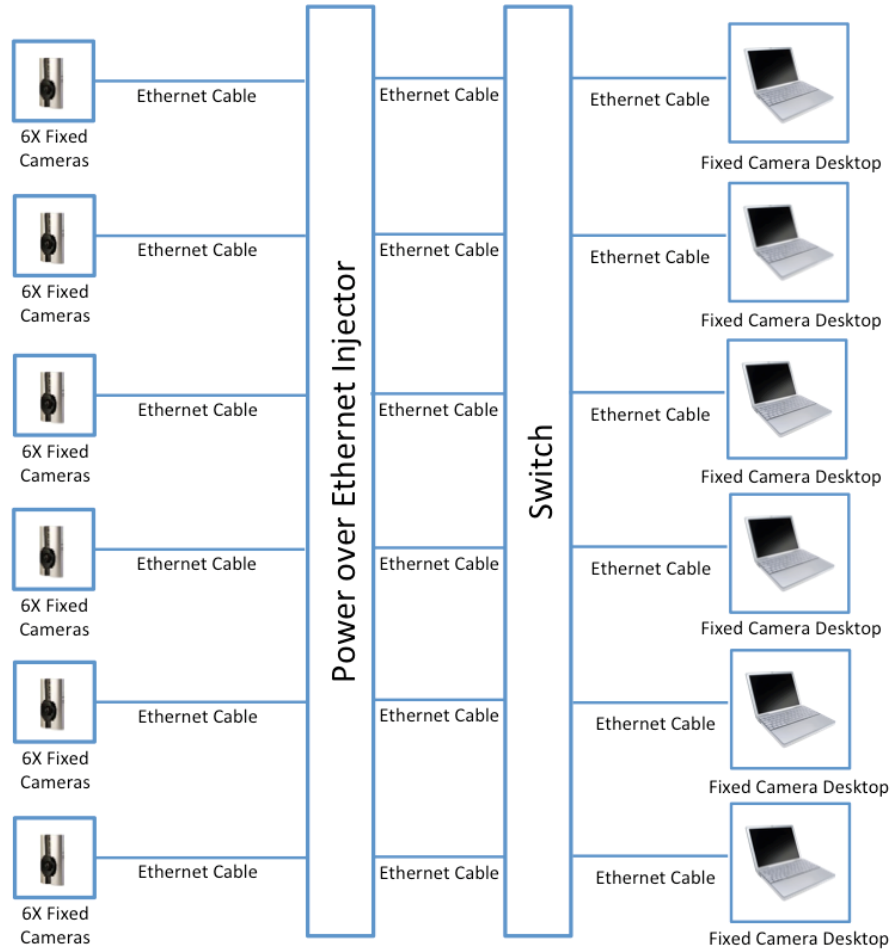 Ethernet Cable
Ethernet Cable
Ethernet Cable
6X Fixed
Cameras
Fixed Camera Desktop
Ethernet Cable
Ethernet Cable
Ethernet Cable
6X Fixed
Cameras
Fixed Camera Desktop
Power over Ethernet Injector
Switch
Ethernet Cable
Ethernet Cable
Ethernet Cable
6X Fixed
Cameras
Fixed Camera Desktop
Ethernet Cable
Ethernet Cable
Ethernet Cable
6X Fixed
Cameras
Fixed Camera Desktop
Ethernet Cable
Ethernet Cable
Ethernet Cable
6X Fixed
Cameras
Fixed Camera Desktop
Ethernet Cable
Ethernet Cable
Ethernet Cable
6X Fixed
Cameras
Fixed Camera Desktop